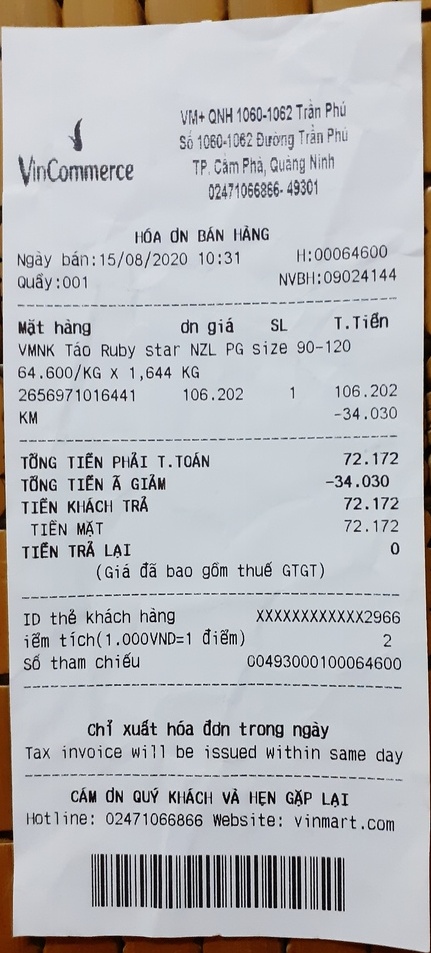 VinCommerce
VM+ QNH 1060-1062 Trần Phú
Số 1060-1062 Đường Trần Phú
TP. Cẩm Phả, Quảng Ninh
02471066866- 49301
HÓA ƠN BÁN HÀNG
Ngày bán:15/08/2020 10:31 H:00064600
Quầy:001 NVBH:09024144
Mặt hàng ơn giá SL T.Tiền
VMNK Táo Ruby star NZL PG size 90-120
64.600/KG X 1,644 KG
2656971016441 106.202 1 106.202
KM -34.030
TỔNG TIỀN PHẢI T.TOÁN 72.172
TỔNG TIỀN Ã GIẢM -34.030
TIỀN KHÁCH TRẢ 72.172
TIỀN MẶT 72.172
TIỀN TRẢ LẠI 0
(Giá đã bao gồm thuế GTGT)
ID thẻ khách hàng XXXXXXXXXXXX2966
iểm tích(1.000VND=1 điểm) 2
Số tham chiếu 00493000100064600
Chỉ xuất hóa đơn trong ngày
Tax invoice will be issued within same day
CẢM ƠN QUÝ KHÁCH VÀ HẸN GẶP LẠI
Hotline: 02471066866 Website: vinmart.com